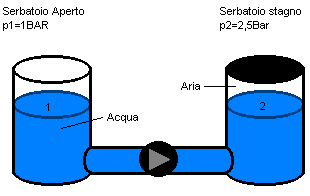 Serbatoio Aperto
p1=1BAR
Serbatoio stagno
p2=2,5Bar
Aria
1
2
Acqua